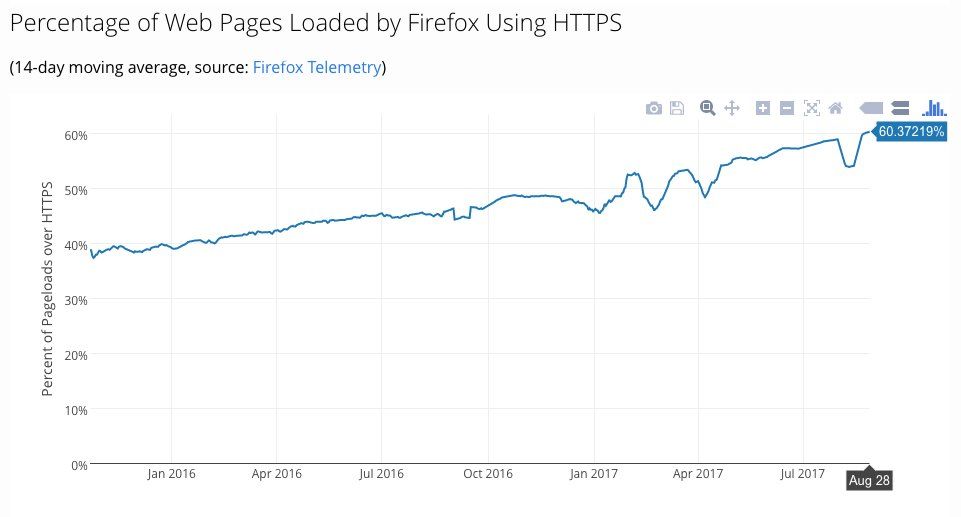 Percentage of Web Pages Loaded by Firefox Using HTTPS
(14-day moving average, source: Firefox Telemetry)
60.37219%
Percent of Pageloads over HTTPS
60%
50%
40%
30%
20%
10%
0%
Jan 2016 Apr 2016 Jul 2016 Oct 2016 Jan 2017 Apr 2017 Jul 2017
Aug 28